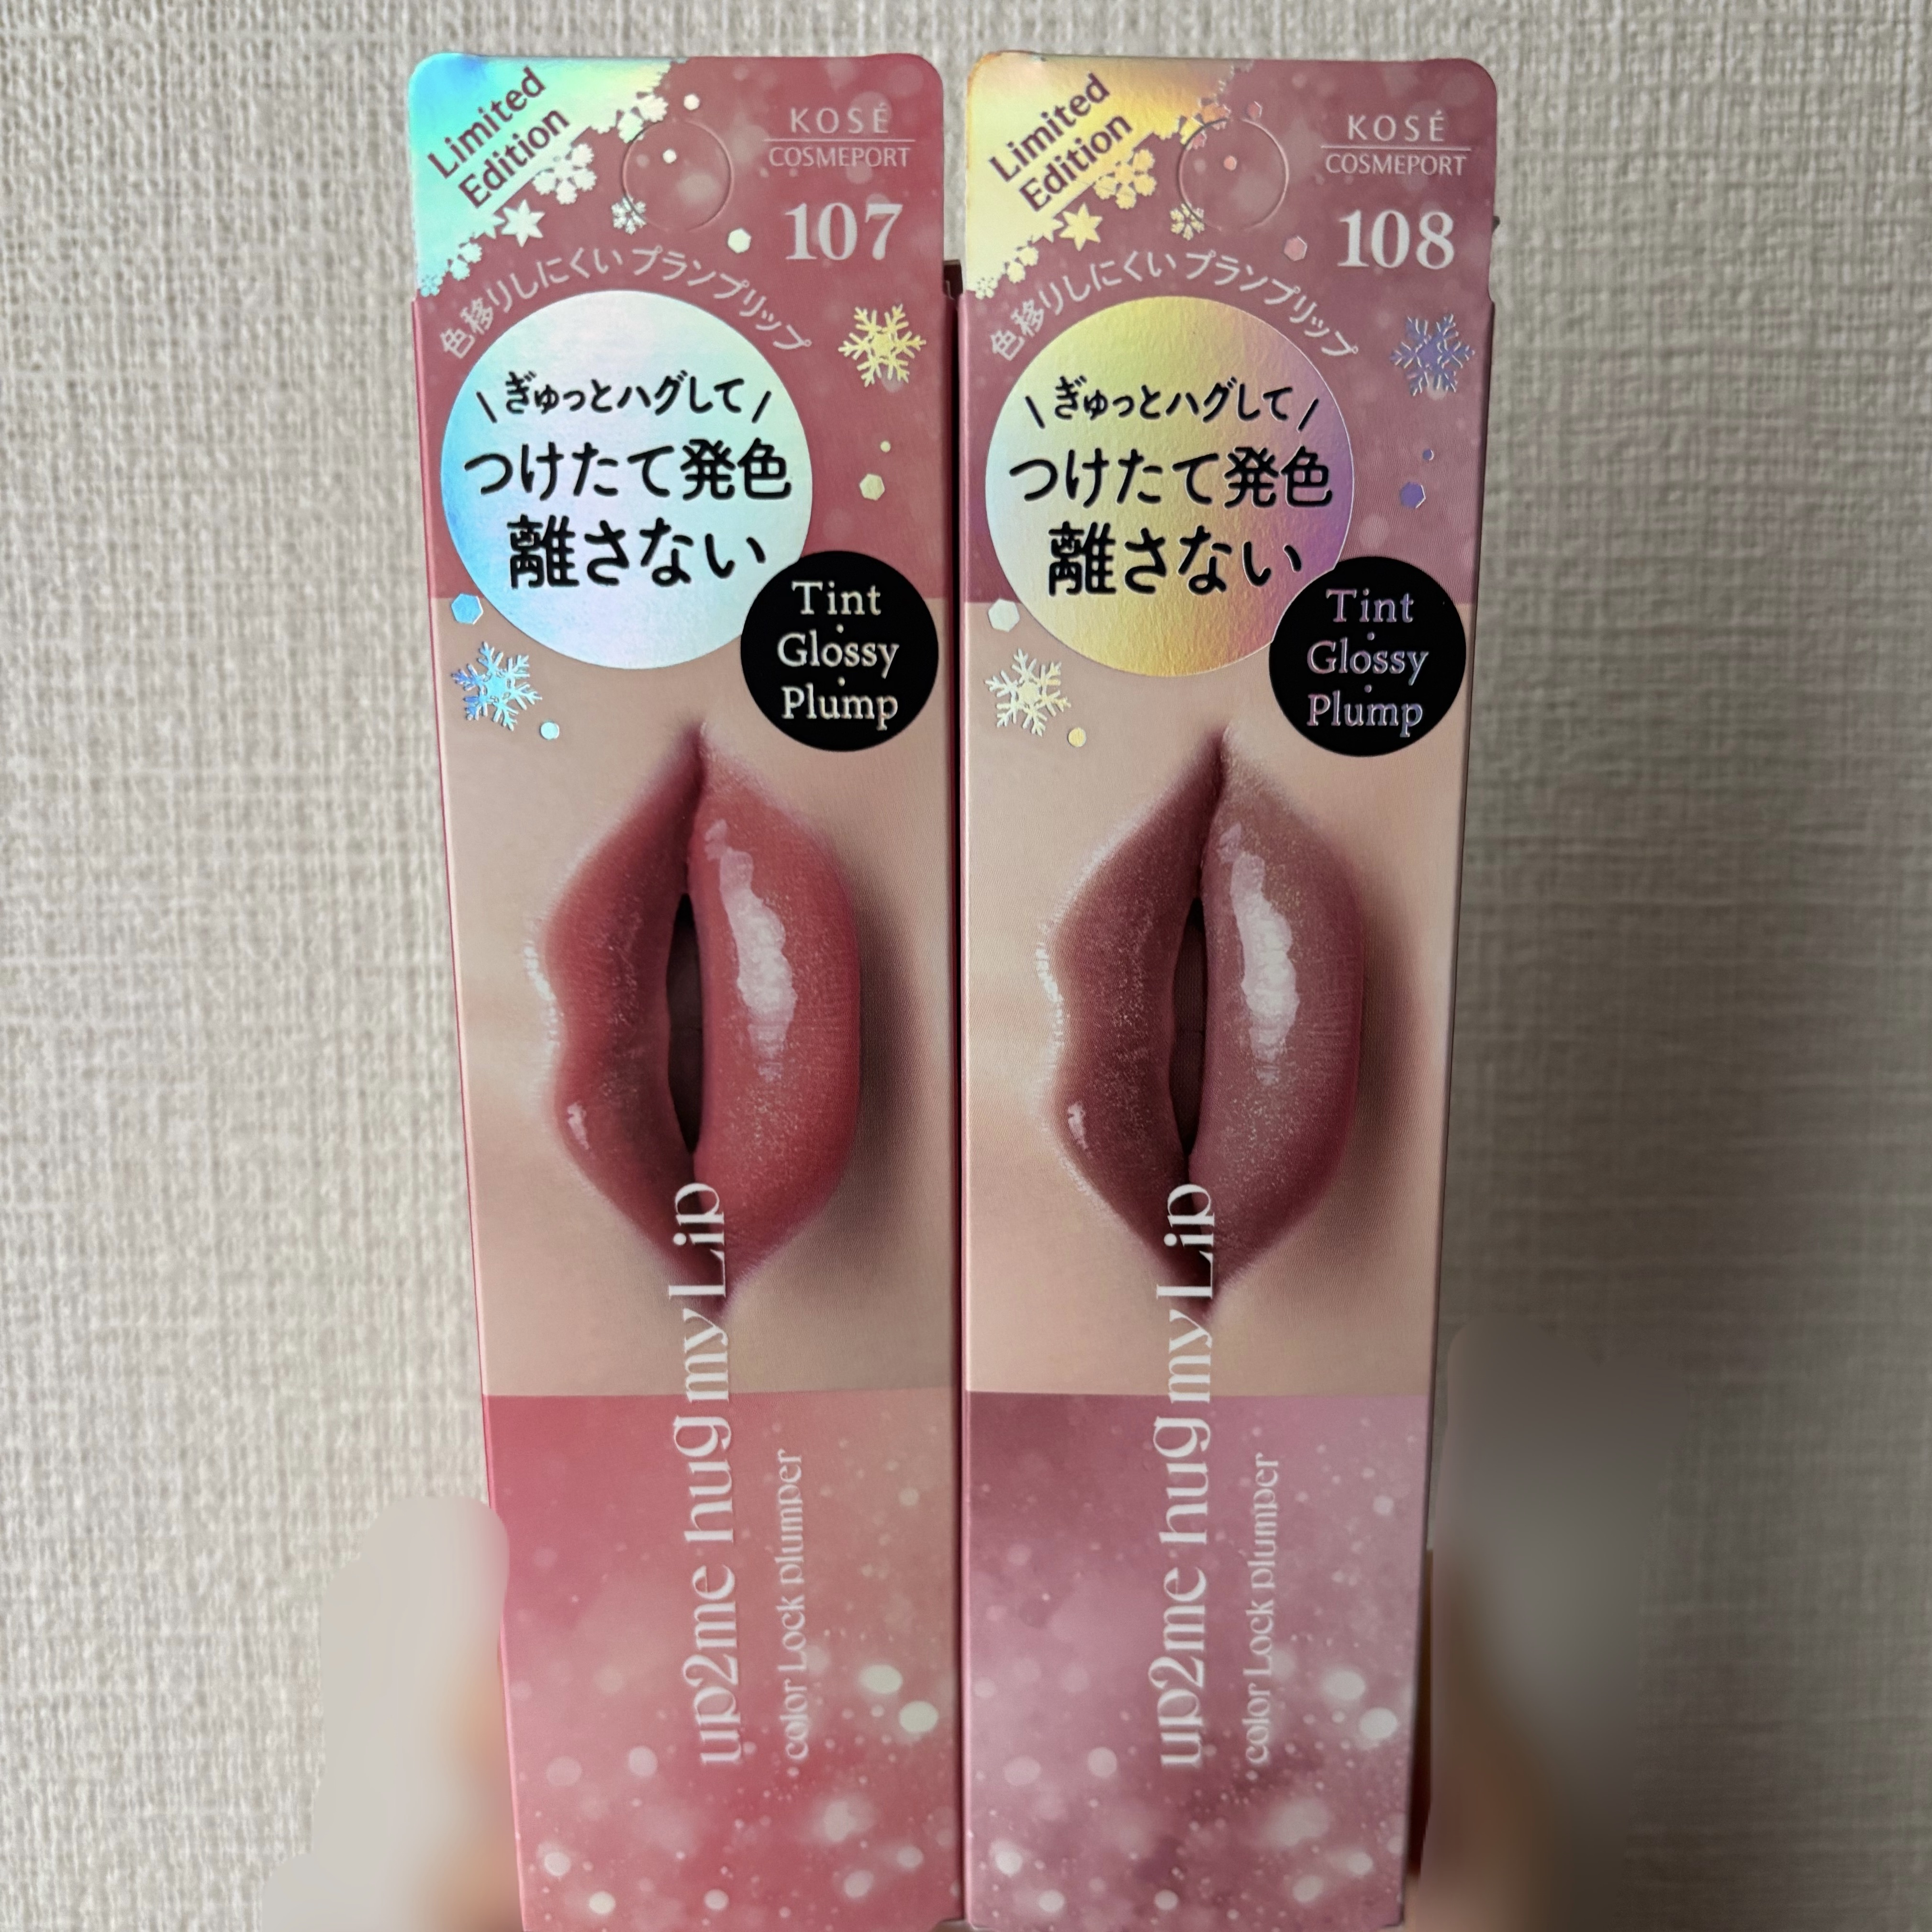 Limited
Edition
KOSÉ
COSMEPORT
107
色移りしにくいプランプリップ
\ぎゅっとハグして/
つけたて発色
離さない
Tint
・
Glossy
・
Plump
up2me hug my Lip
color Lock plumper
Limited
Edition
KOSÉ
COSMEPORT
108
色移りしにくいプランプリップ
\ぎゅっとハグして/
つけたて発色
離さない
Tint
・
Glossy
・
Plump
up2me hug my Lip
color Lock plumper